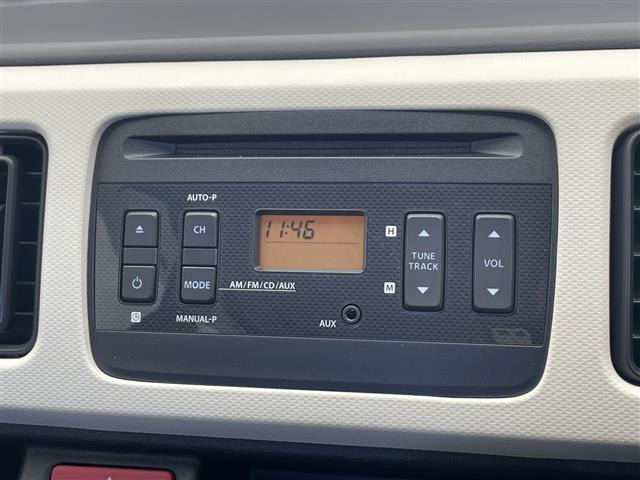 AUTO-P
CH
MODE
AM/FM/CD/AUX
MANUAL-P
C
11:46
AUX
H
M
TUNE
TRACK
VOL